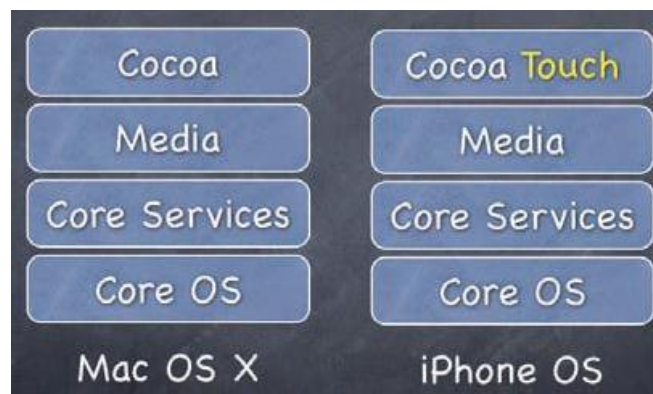 Cocoa
Media
Core Services
Core OS
Mac OS X
Cocoa Touch
Media
Core Services
Core OS
iPhone OS